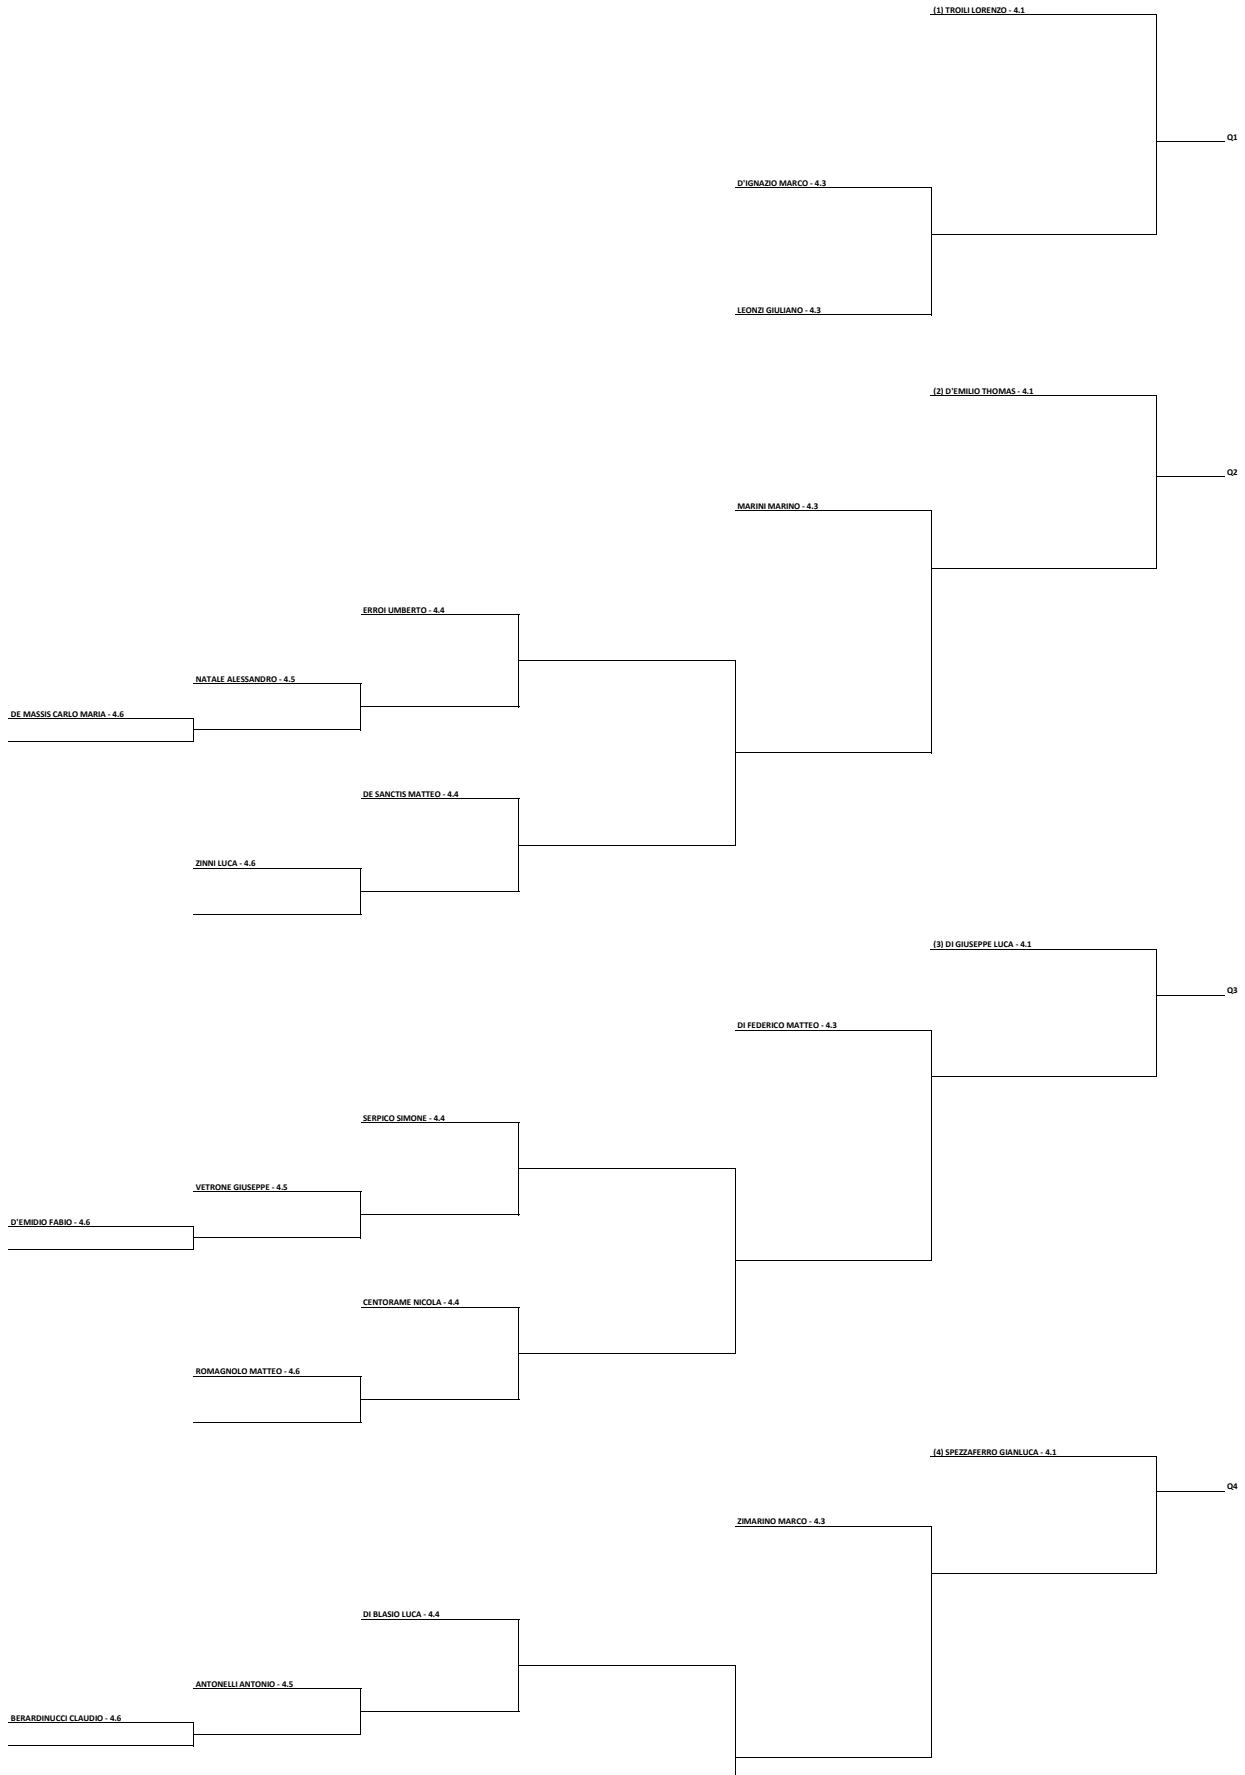 (1) TROILI LORENZO - 4.1
Q1
D'IGNAZIO MARCO - 4.3
LEONZI GIULIANO - 4.3
(2) D'EMILIO THOMAS - 4.1
Q2
MARINI MARINO - 4.3
ERROI UMBERTO - 4.4
NATALE ALESSANDRO - 4.5
DE MASSIS CARLO MARIA - 4.6
DE SANCTIS MATTEO - 4.4
ZINNI LUCA - 4.6
(3) DI GIUSEPPE LUCA - 4.1
Q3
DI FEDERICO MATTEO - 4.3
SERPICO SIMONE - 4.4
VETRONE GIUSEPPE - 4.5
D'EMIDIO FABIO - 4.6
CENTORAME NICOLA - 4.4
ROMAGNOLO MATTEO - 4.6
(4) SPEZZAFERRO GIANLUCA - 4.1
Q4
ZIMARINO MARCO - 4.3
DI BLASIO LUCA - 4.4
ANTONELLI ANTONIO - 4.5
BERARDINUCCI CLAUDIO - 4.6